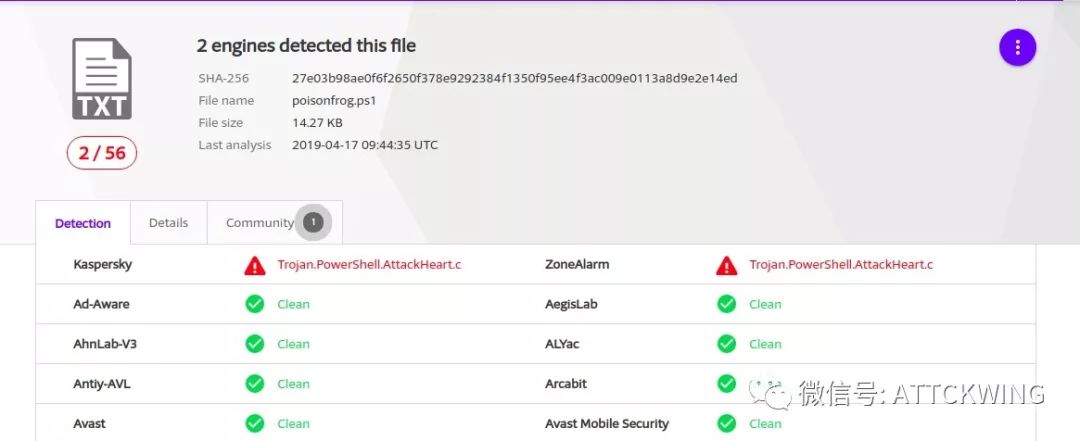 2 engines detected this file
SHA-256 27e03b98ae0f6f2650f378e9292384f1350f95ee4f3ac009e0113a8d9e2e14ed
File name poisonfrog.ps1
File size 14.27 KB
Last analysis 2019-04-17 09:44:35 UTC
TXT
2 / 56
Detection Details Community 1
Kaspersky Trojan.PowerShell.AttackHeart.c ZoneAlarm Trojan.PowerShell.AttackHeart.c
Ad-Aware Clean AegisLab Clean
AhnLab-V3 Clean ALYac Clean
Antiy-AVL Clean Arcabit
微信号: ATTCKWING
Avast Clean Avast Mobile Security Clean